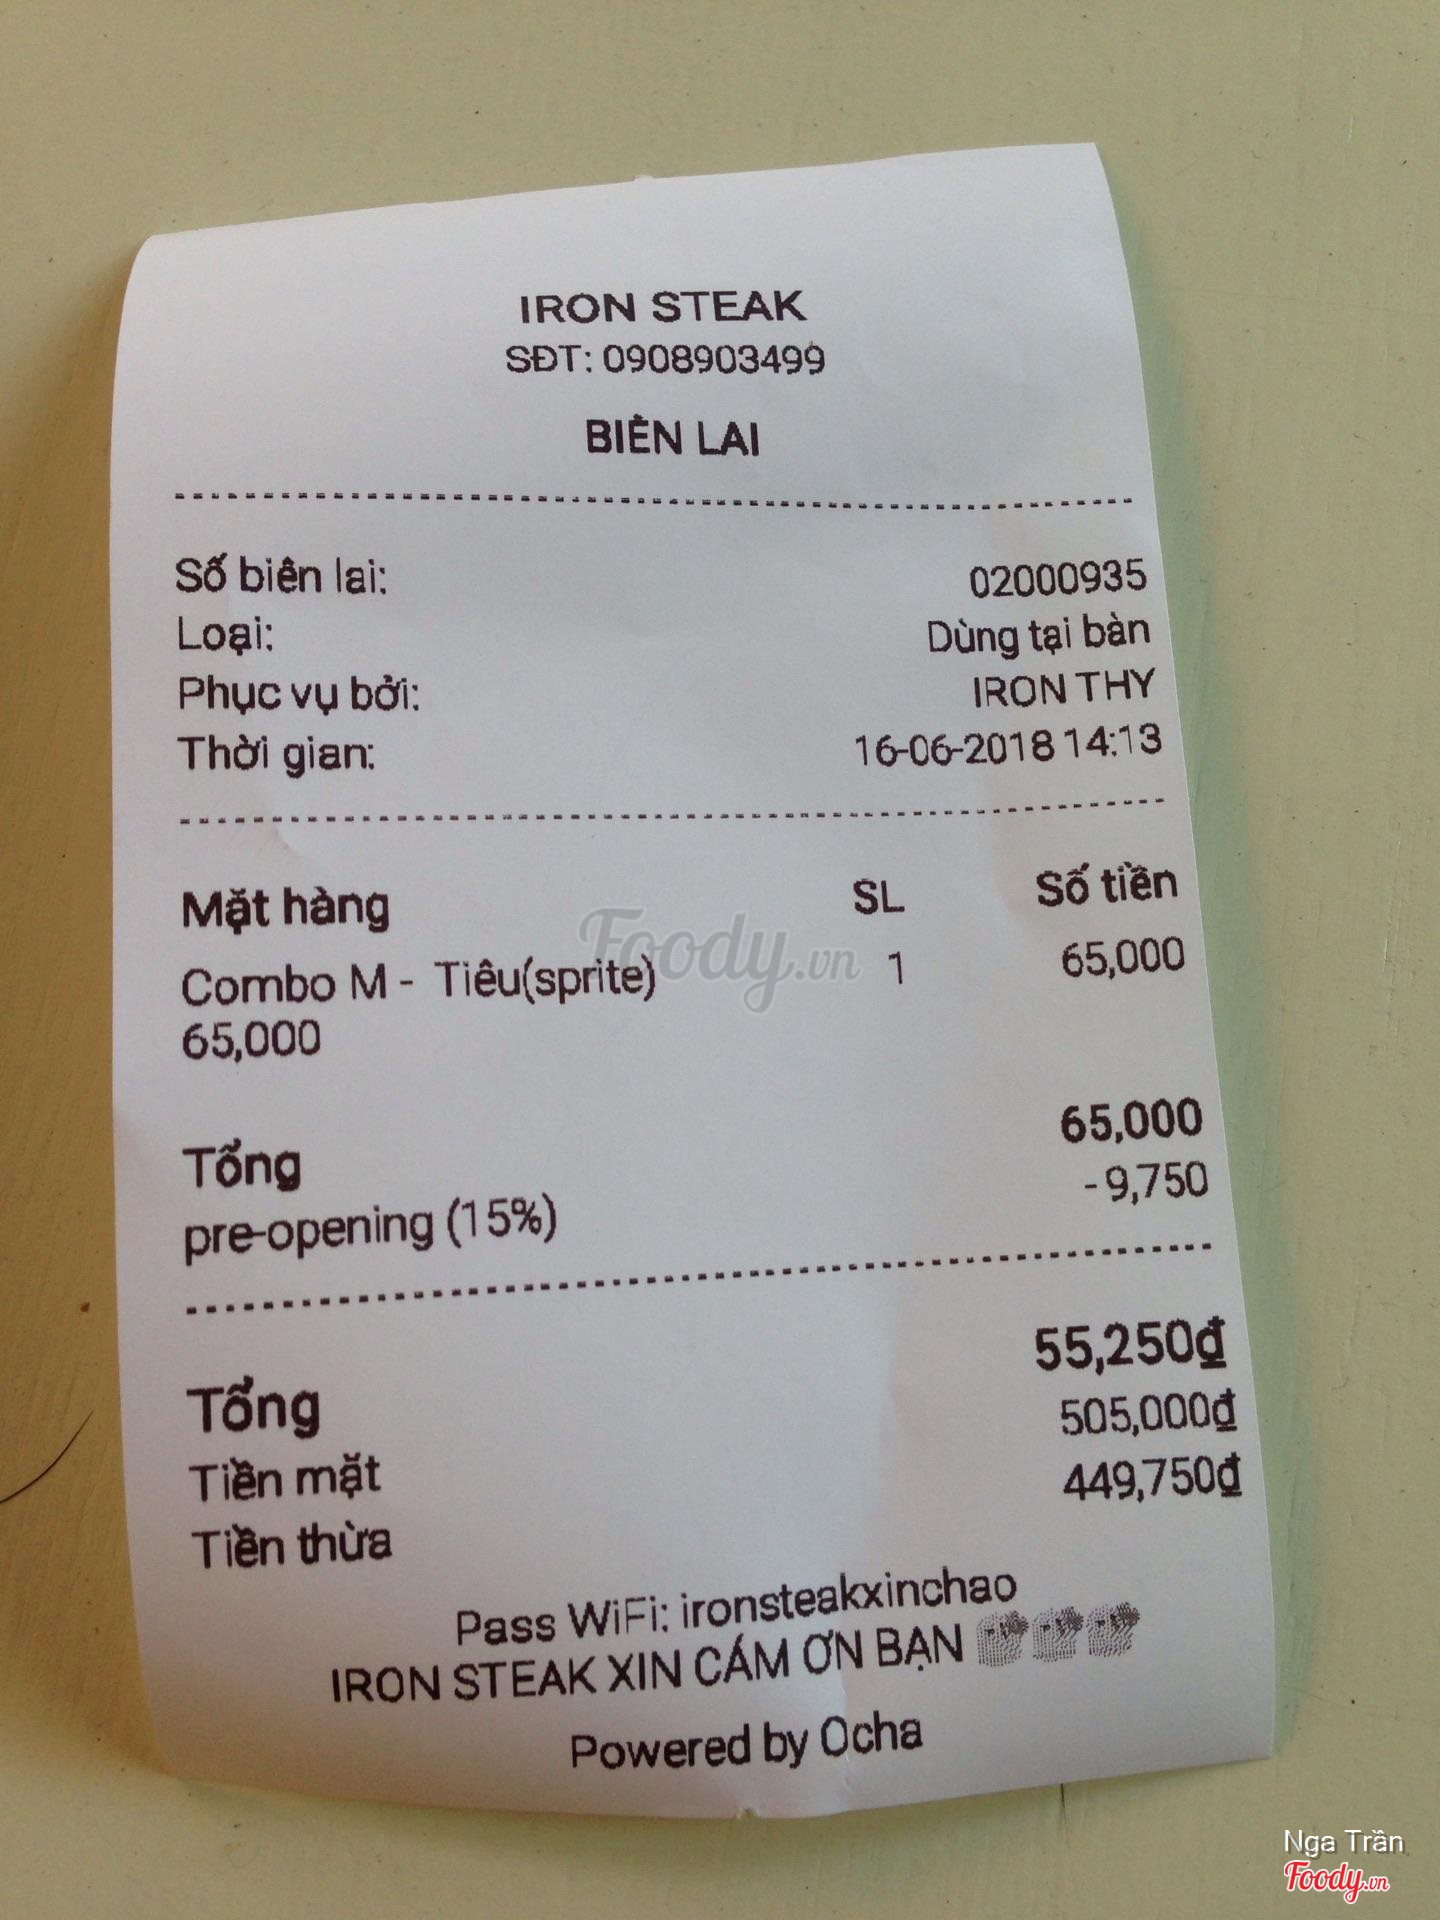 IRON STEAK
SĐT: 0908903499
BIÊN LAI
Số biên lai: 02000935
Loại: Dùng tại bàn
Phục vụ bởi: IRON THY
Thời gian: 16-06-2018 14:13
Mặt hàng SL Số tiền
Combo M - Tiêu(sprite) 1 65,000
65,000
Tổng 65,000
pre-opening (15%) -9,750
Tổng 55,250₫
Tiền mặt 505,000₫
Tiền thừa 449,750₫
Pass WiFi: ironsteakxinchao
IRON STEAK XIN CÁM ƠN BẠN
Powered by Ocha
Foody.vn
Nga Trần
Foody.vn